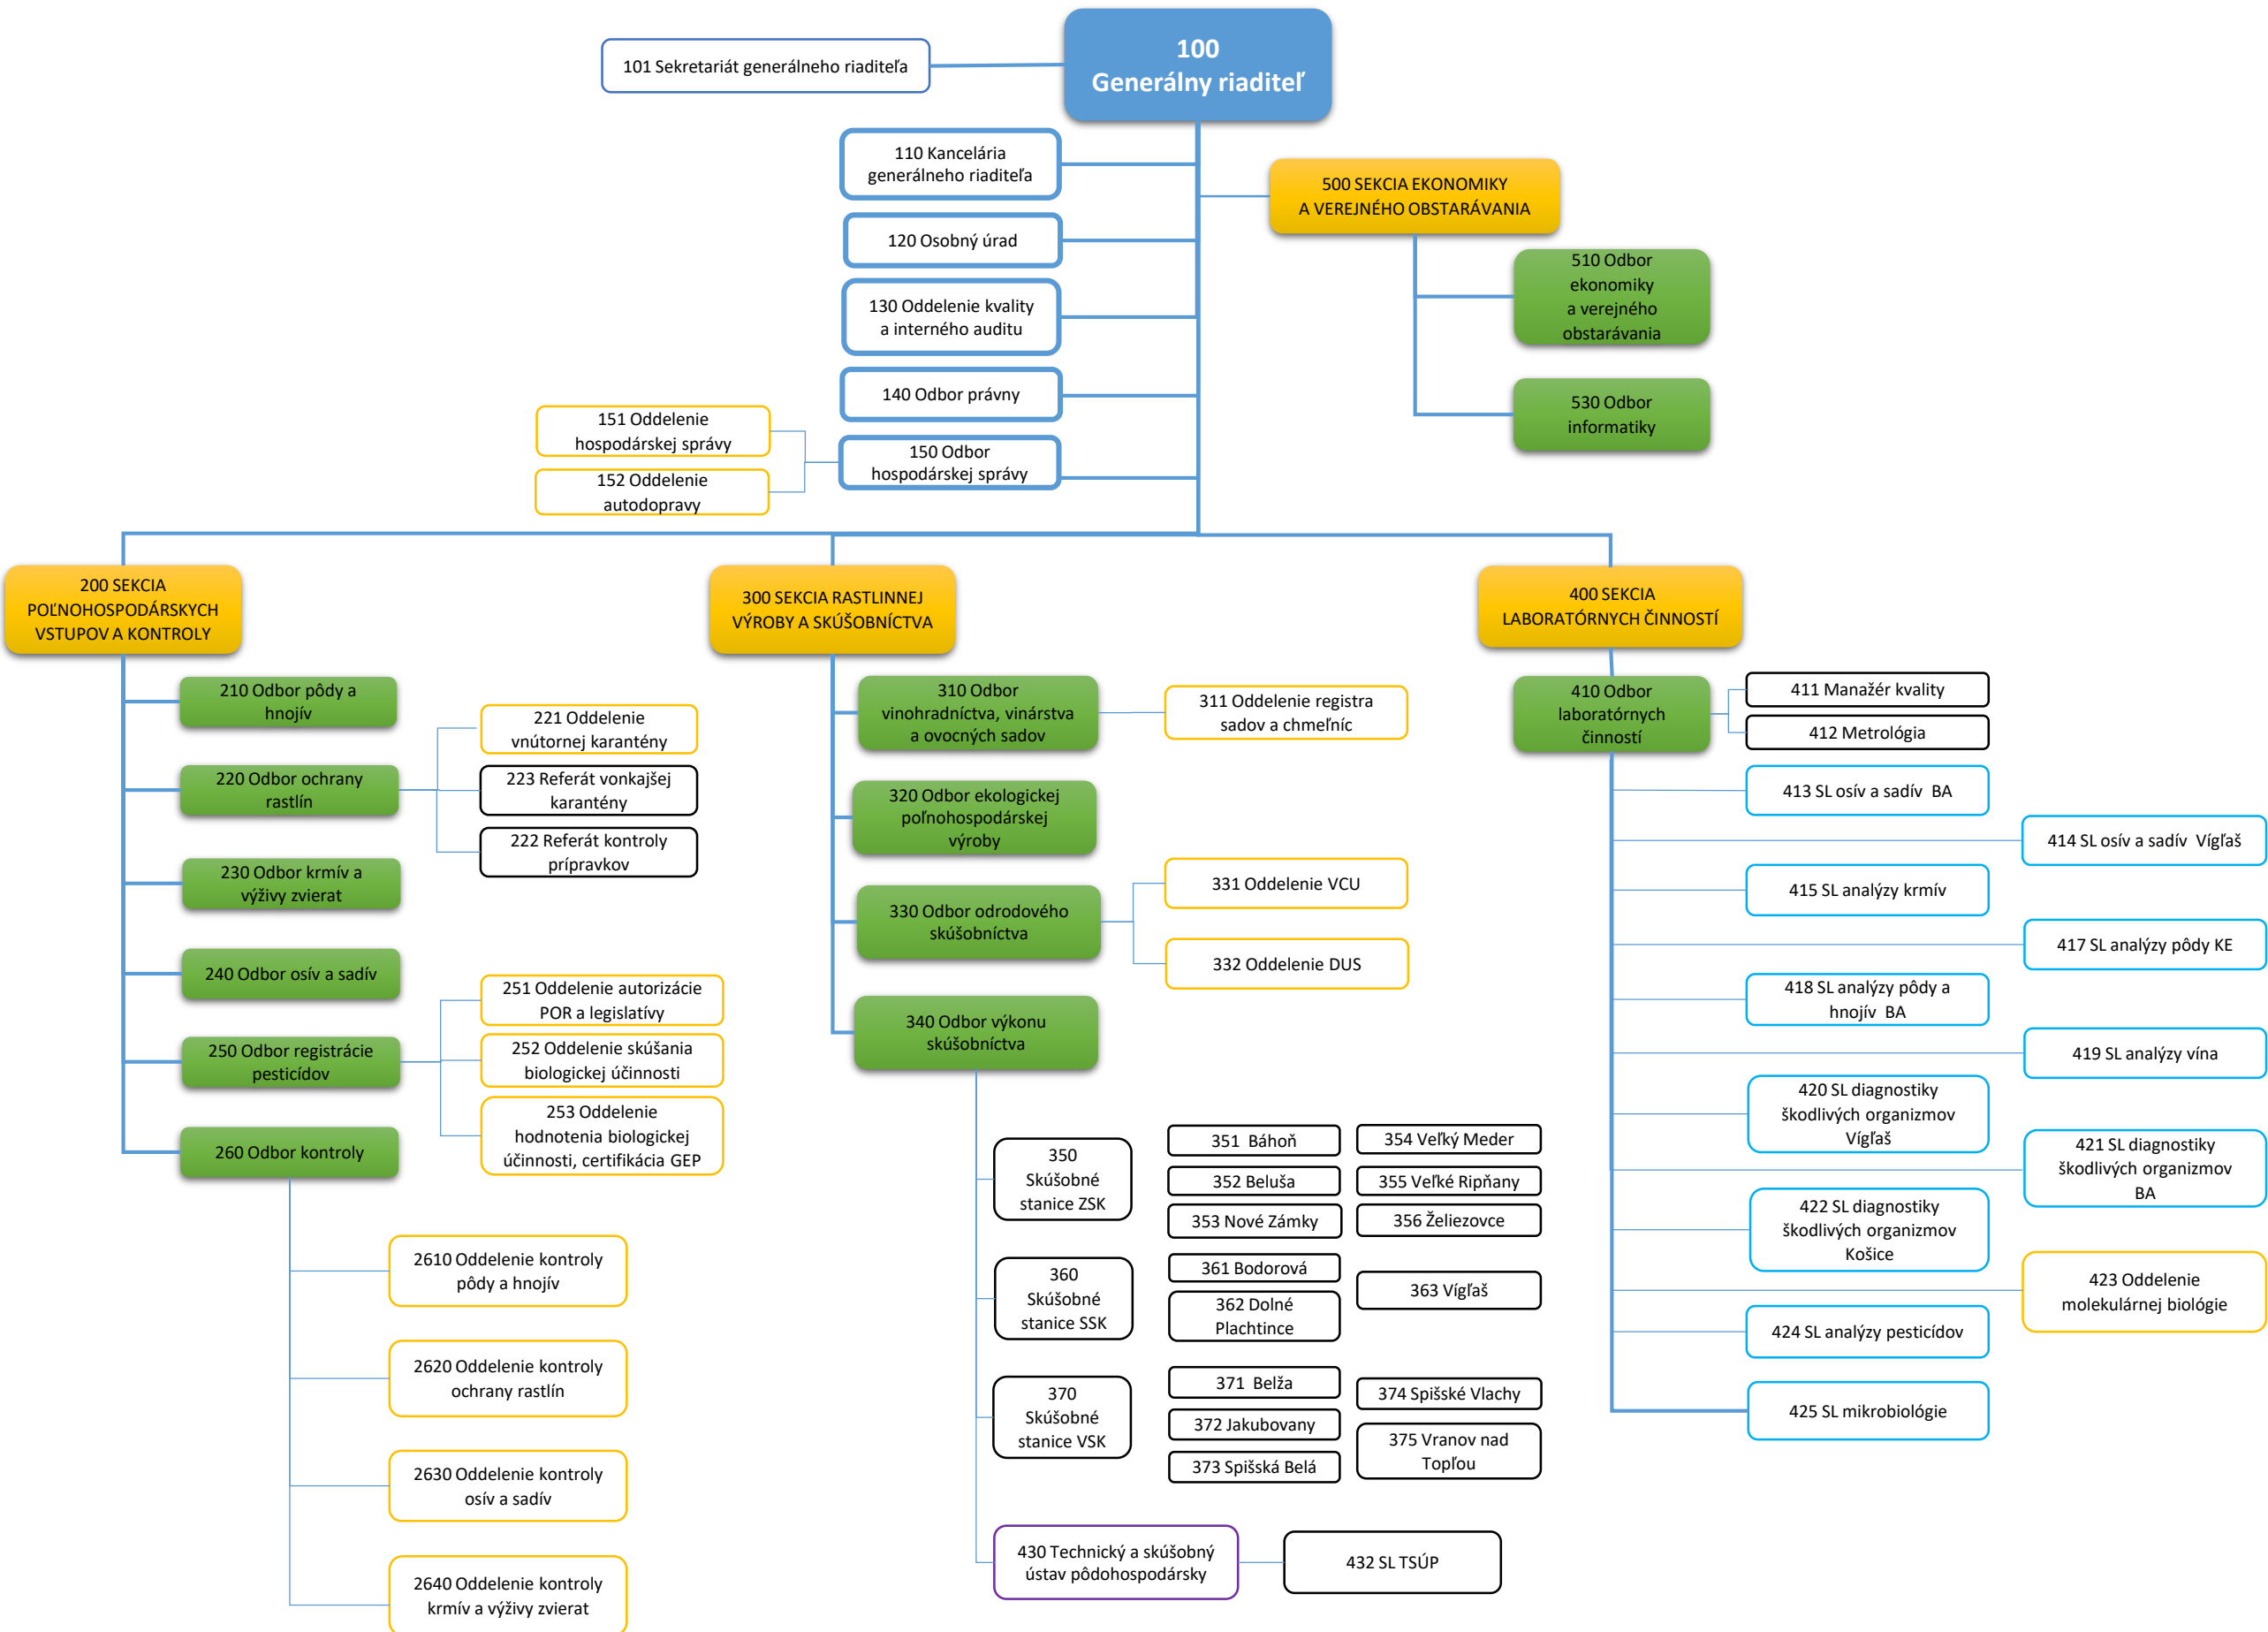 100
Generálny riaditeľ
101 Sekretariát generálneho riaditeľa
110 Kancelária
generálneho riaditeľa
500 SEKCIA EKONOMIKY
A VEREJNÉHO OBSTARÁVANIA
120 Osobný úrad
510 Odbor
ekonomiky
a verejného
obstarávania
130 Oddelenie kvality
a interného auditu
140 Odbor právny
530 Odbor
informatiky
151 Oddelenie
hospodárskej správy
150 Odbor
hospodárskej správy
152 Oddelenie
autodopravy
200 SEKCIA
POĽNOHOSPODÁRSKYCH
VSTUPOV A KONTROLY
210 Odbor pôdy a
hnojív
220 Odbor ochrany
rastlín
221 Oddelenie
vnútornej karantény
223 Referát vonkajšej
karantény
222 Referát kontroly
prípravkov
230 Odbor krmív a
výživy zvierat
240 Odbor osív a sadív
250 Odbor registrácie
pesticídov
251 Oddelenie autorizácie
POR a legislatívy
252 Oddelenie skúšania
biologickej účinnosti
253 Oddelenie
hodnotenia biologickej
účinnosti, certifikácia GEP
260 Odbor kontroly
2610 Oddelenie kontroly
pôdy a hnojív
2620 Oddelenie kontroly
ochrany rastlín
2630 Oddelenie kontroly
osív a sadív
2640 Oddelenie kontroly
krmív a výživy zvierat
300 SEKCIA RASTLINNEJ
VÝROBY A SKÚŠOBNÍCTVA
310 Odbor
vinohradníctva, vinárstva
a ovocných sadov
311 Oddelenie registra
sadov a chmeľníc
320 Odbor ekologickej
poľnohospodárskej
výroby
330 Odbor odrodového
skúšobníctva
331 Oddelenie VCU
332 Oddelenie DUS
340 Odbor výkonu
skúšobníctva
350
Skúšobné
stanice ZSK
351 Báhoň
352 Beluša
353 Nové Zámky
354 Veľký Meder
355 Veľké Ripňany
356 Želiezovce
360
Skúšobné
stanice SSK
361 Bodorová
362 Dolné
Plachtince
363 Vígľaš
370
Skúšobné
stanice VSK
371 Belža
372 Jakubovany
373 Spišská Belá
374 Spišské Vlachy
375 Vranov nad
Topľou
430 Technický a skúšobný
ústav pôdohospodársky
432 SL TSÚP
400 SEKCIA
LABORATÓRNYCH ČINNOSTÍ
410 Odbor
laboratórnych
činností
411 Manažér kvality
412 Metrológia
413 SL osív a sadív BA
414 SL osív a sadív Vígľaš
415 SL analýzy krmív
417 SL analýzy pôdy KE
418 SL analýzy pôdy a
hnojív BA
419 SL analýzy vína
420 SL diagnostiky
škodlivých organizmov
Vígľaš
421 SL diagnostiky
škodlivých organizmov
BA
422 SL diagnostiky
škodlivých organizmov
Košice
423 Oddelenie
molekulárnej biológie
424 SL analýzy pesticídov
425 SL mikrobiológie